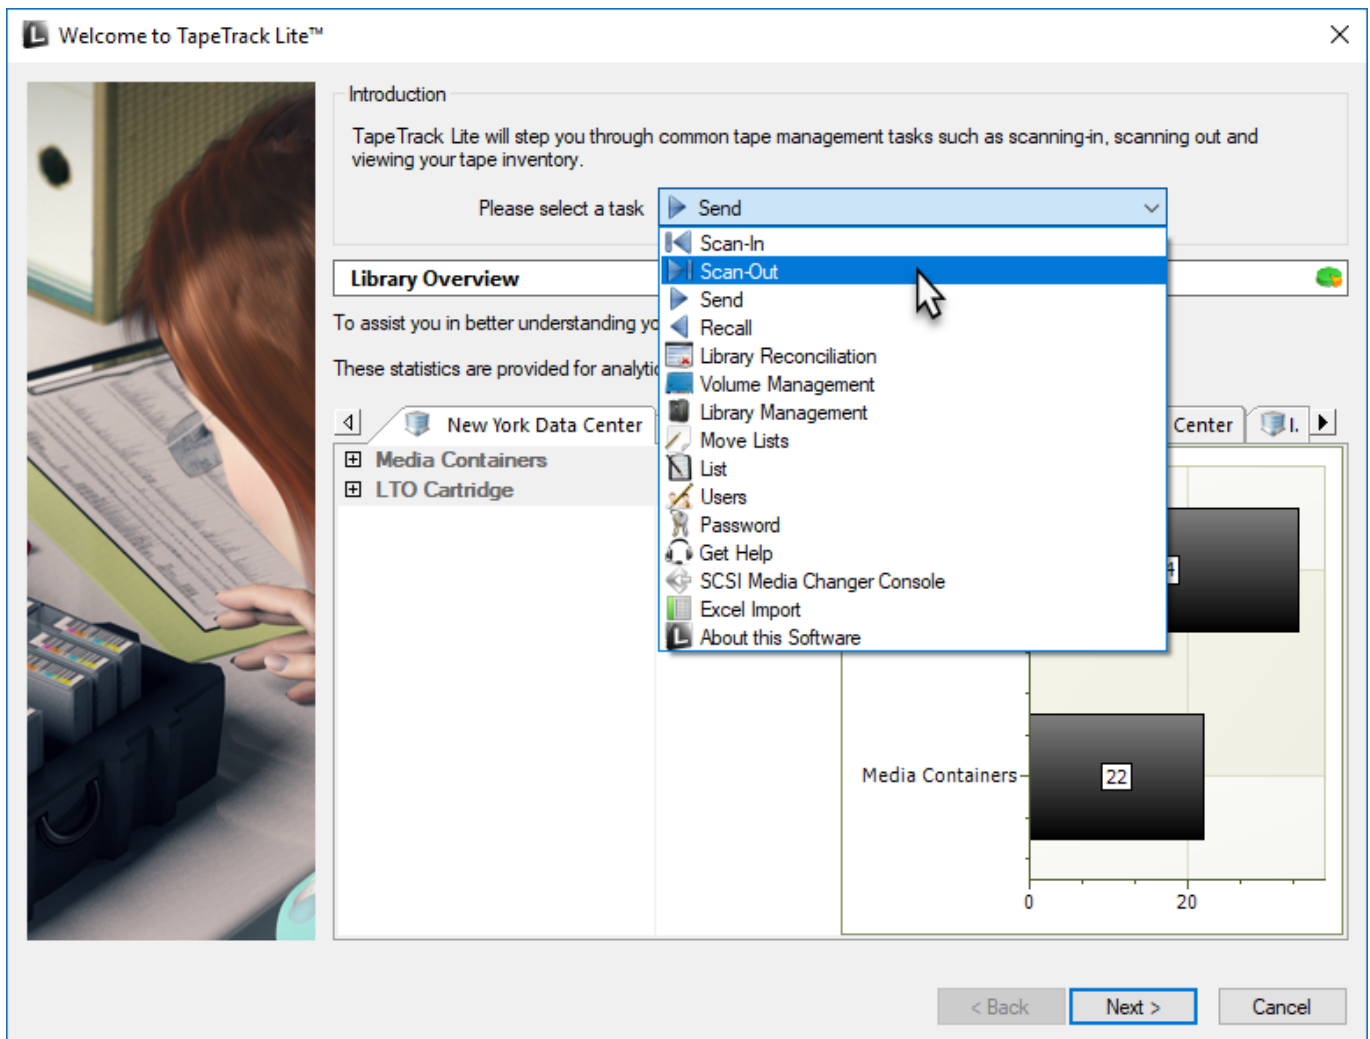 Welcome to TapeTrack Lite™
Introduction
TapeTrack Lite will step you through common tape management tasks such as scanning-in, scanning out and
viewing your tape inventory.
Please select a task
Send
Scan-In
Scan-Out
Send
Recall
Library Reconciliation
Volume Management
Library Management
Move Lists
List
Users
Password
Get Help
SCSI Media Changer Console
Excel Import
About this Software
Library Overview
To assist you in better understanding
These statistics are provided for
New York Data Center
Center
I.
Media Containers
LTO Cartridge
4
Media Containers
22
0
20
< Back
Next >
Cancel